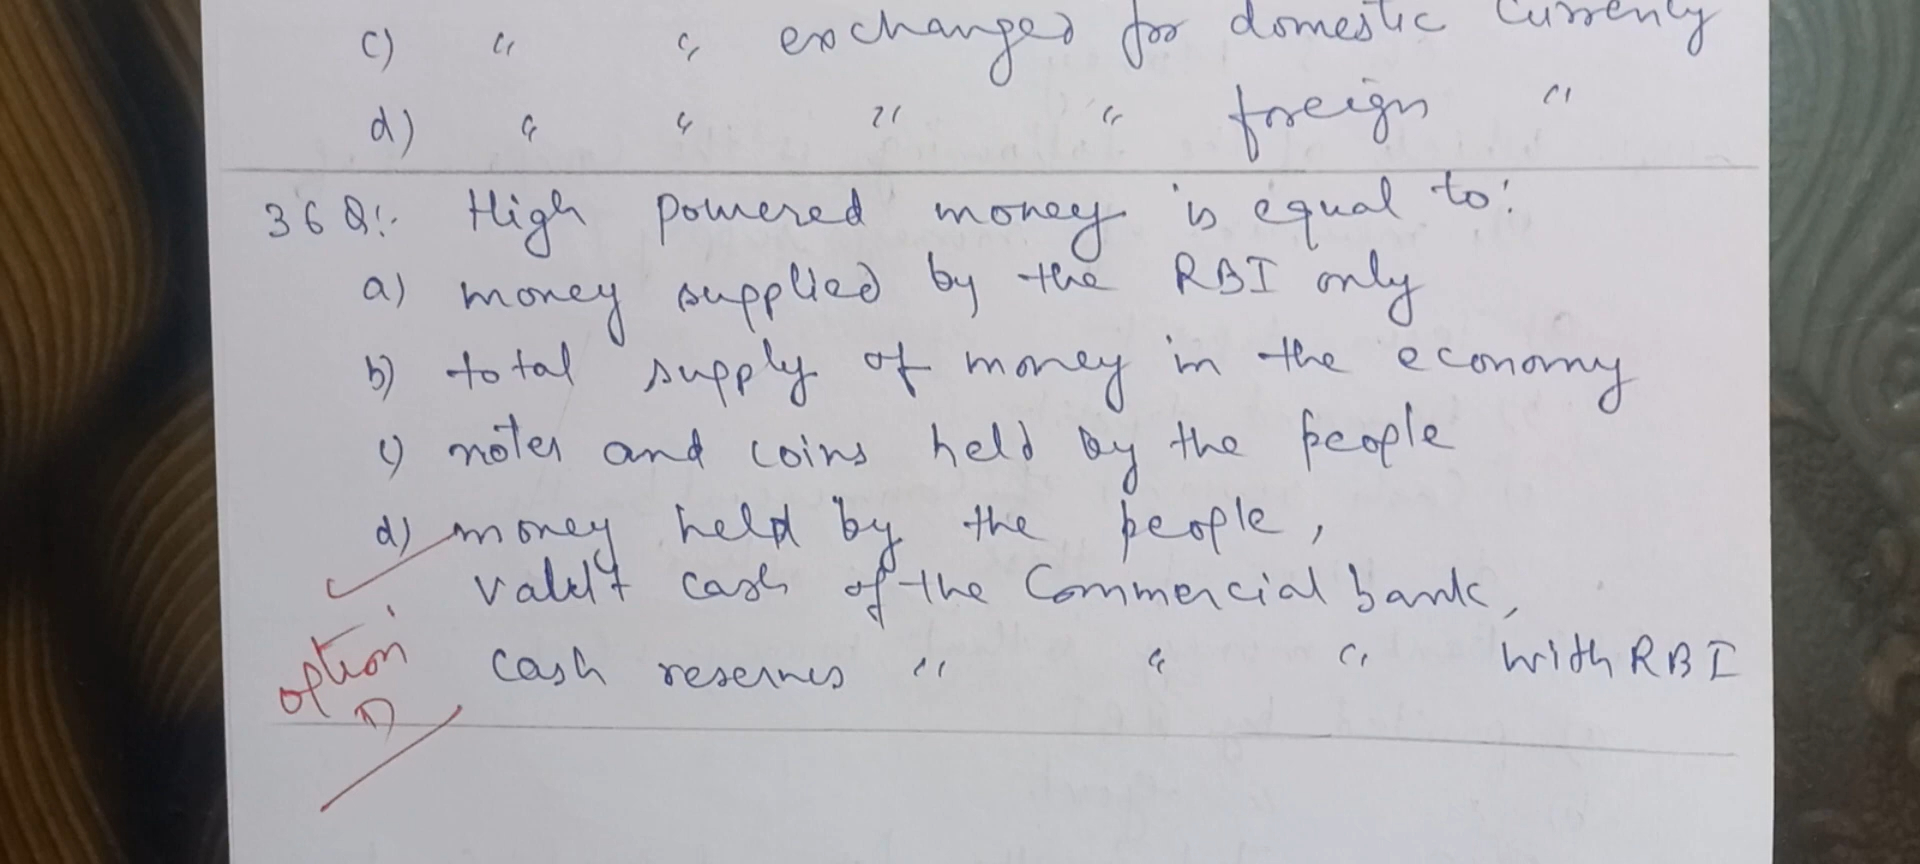 c) " " exchanged for domestic currency
d) " " " " foreign "
36 Q:- High powered money is equal to:
a) money supplied by the RBI only
b) total supply of money in the economy
c) notes and coins held by the people
d) money held by the people,
valult cash of the Commercial bank,
cash reserves " " " with RBI
option
D